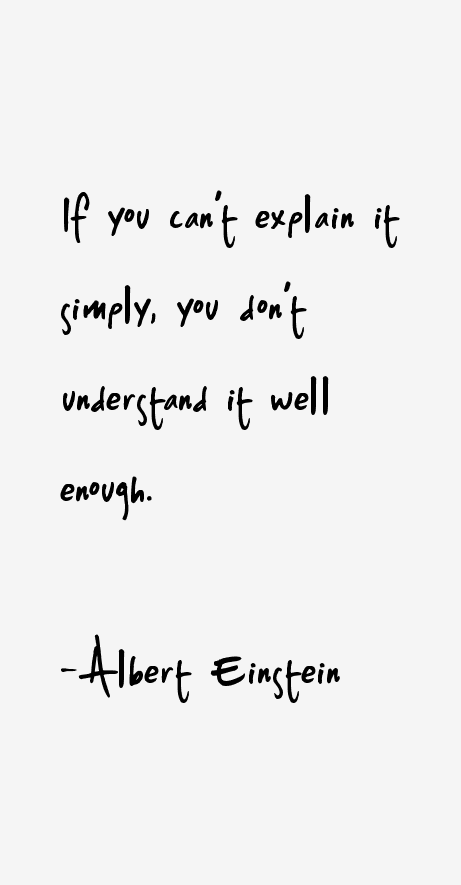 If you can't explain it
simply, you don't
understand it well
enough.
-Albert Einstein